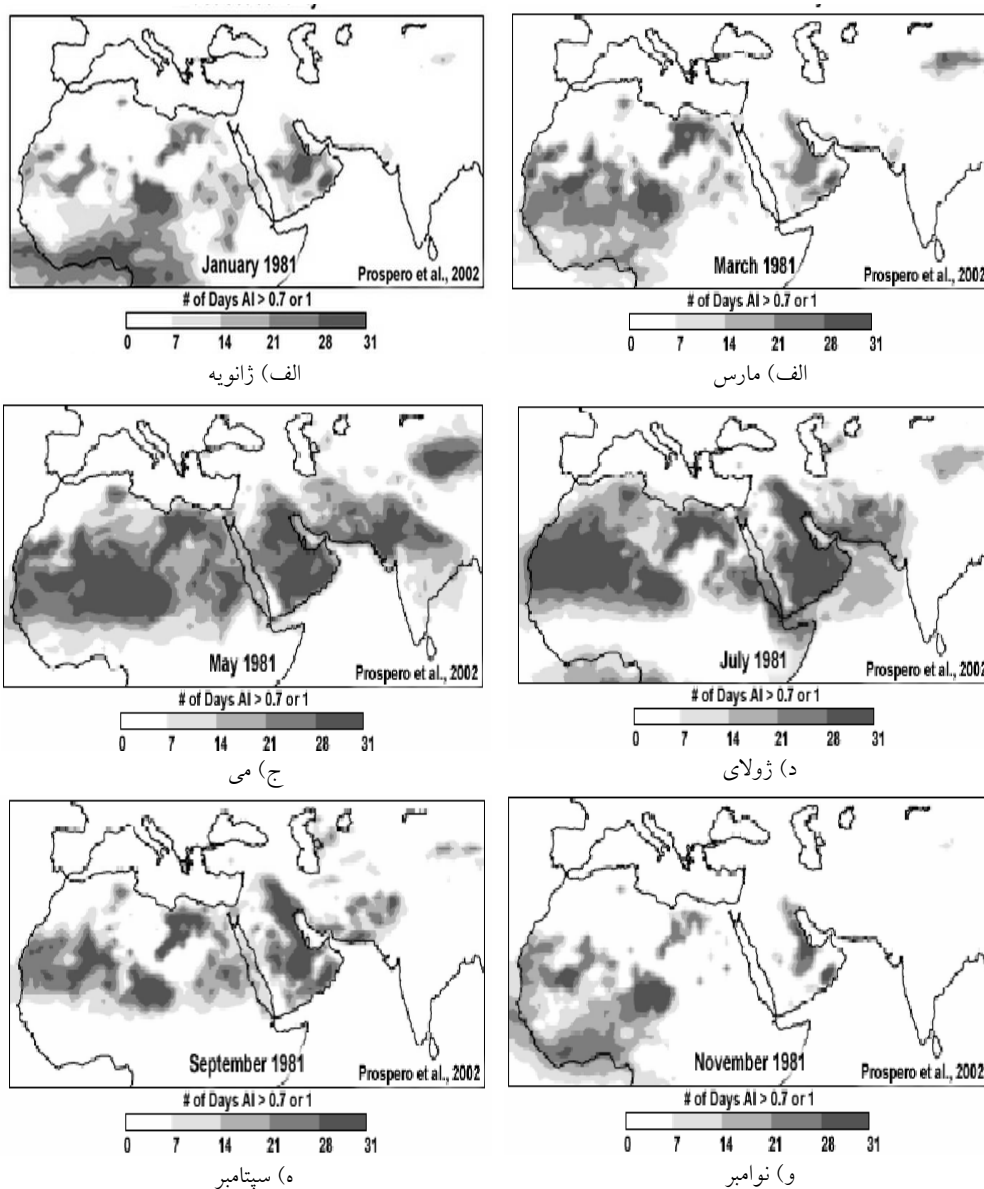 January 1981
Prospero et al., 2002
# of Days AI > 0.7 or 1
0 7 14 21 28 31
الف) ژانویه
March 1981
Prospero et al., 2002
# of Days AI > 0.7 or 1
0 7 14 21 28 31
الف) مارس
May 1981
Prospero et al., 2002
# of Days AI > 0.7 or 1
0 7 14 21 28 31
ج) می
July 1981
Prospero et al., 2002
# of Days AI > 0.7 or 1
0 7 14 21 28 31
د) ژولای
September 1981
Prospero et al., 2002
# of Days AI > 0.7 or 1
0 7 14 21 28 31
ه) سپتامبر
November 1981
Prospero et al., 2002
# of Days AI > 0.7 or 1
0 7 14 21 28 31
و) نوامبر